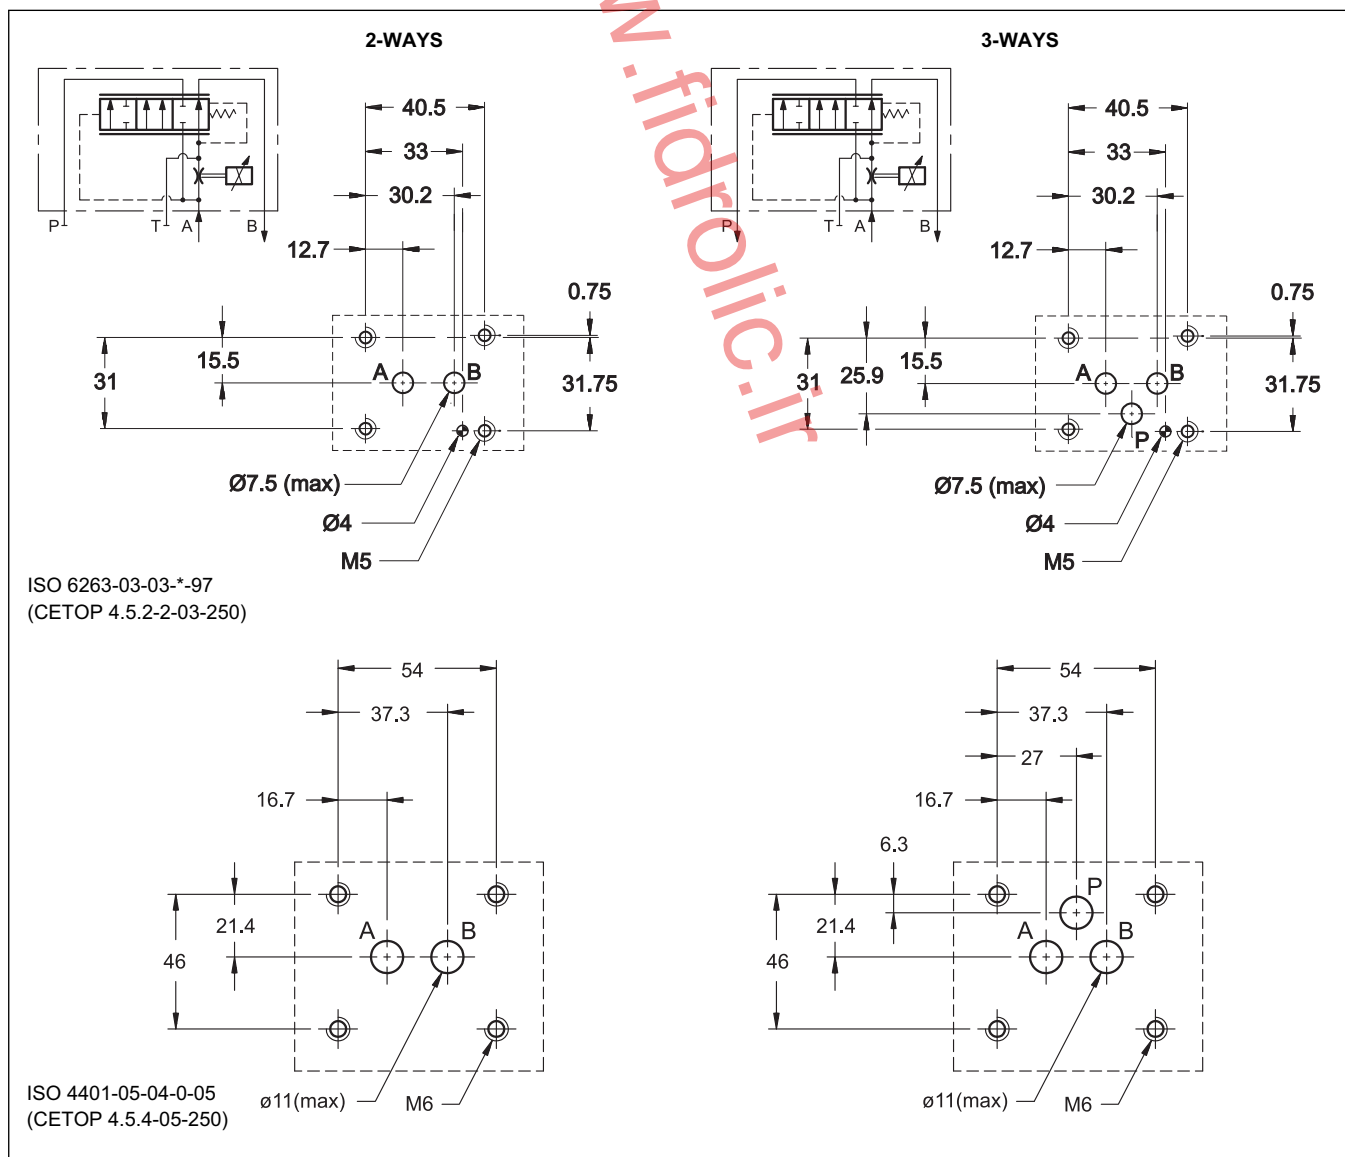 2-WAYS
3-WAYS
40.5
33
30.2
12.7
0.75
15.5
31
31.75
A
B
P
T
A
B
Ø7.5 (max)
Ø4
M5
40.5
33
30.2
12.7
0.75
15.5
25.9
31
31.75
A
B
P
P
T
A
B
Ø7.5 (max)
Ø4
M5
w.fidrolic.ir
ISO 6263-03-03-*-97
(CETOP 4.5.2-2-03-250)
54
37.3
16.7
21.4
46
A
B
ø11(max)
M6
54
37.3
27
16.7
6.3
21.4
46
P
A
B
ø11(max)
M6
ISO 4401-05-04-0-05
(CETOP 4.5.4-05-250)